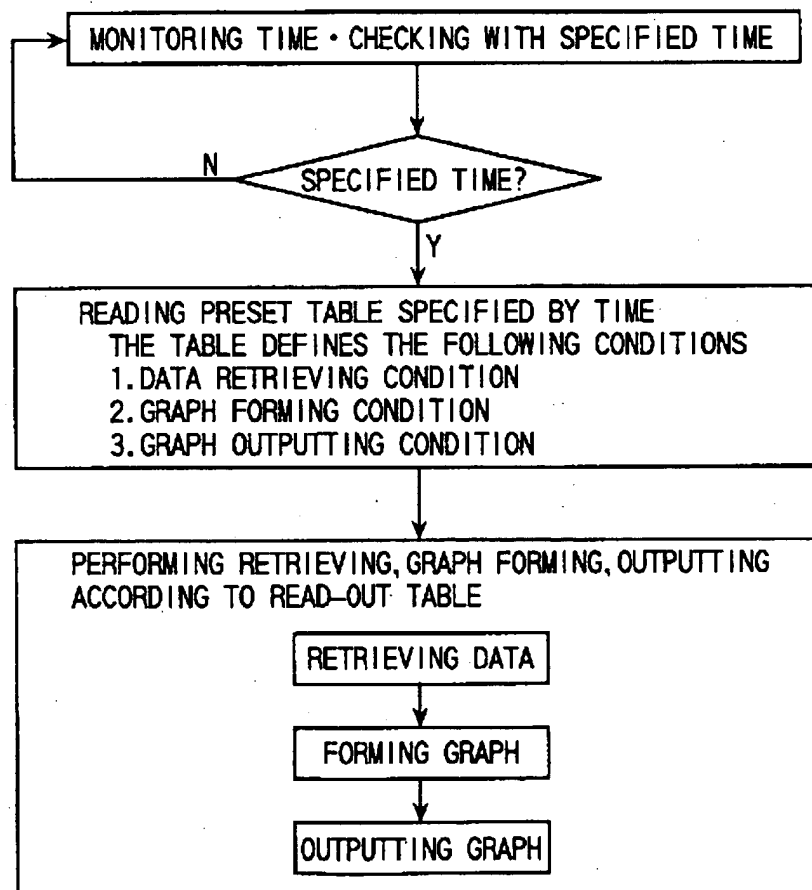 MONITORING TIME・CHECKING WITH SPECIFIED TIME
N
SPECIFIED TIME?
Y
READING PRESET TABLE SPECIFIED BY TIME
THE TABLE DEFINES THE FOLLOWING CONDITIONS
1.DATA RETRIEVING CONDITION
2.GRAPH FORMING CONDITION
3.GRAPH OUTPUTTING CONDITION
PERFORMING RETRIEVING, GRAPH FORMING, OUTPUTTING
ACCORDING TO READ-OUT TABLE
RETRIEVING DATA
FORMING GRAPH
OUTPUTTING GRAPH